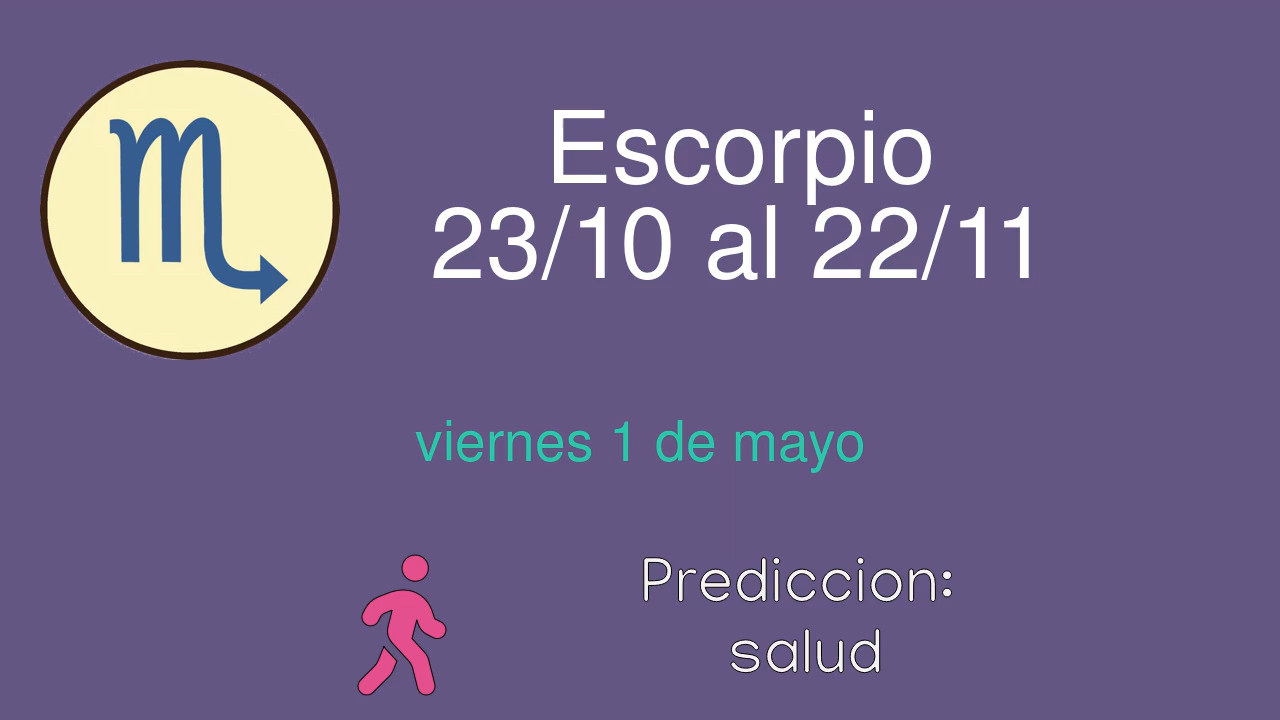 Escorpio
23/10 al 22/11
viernes 1 de mayo
Prediccion:
salud